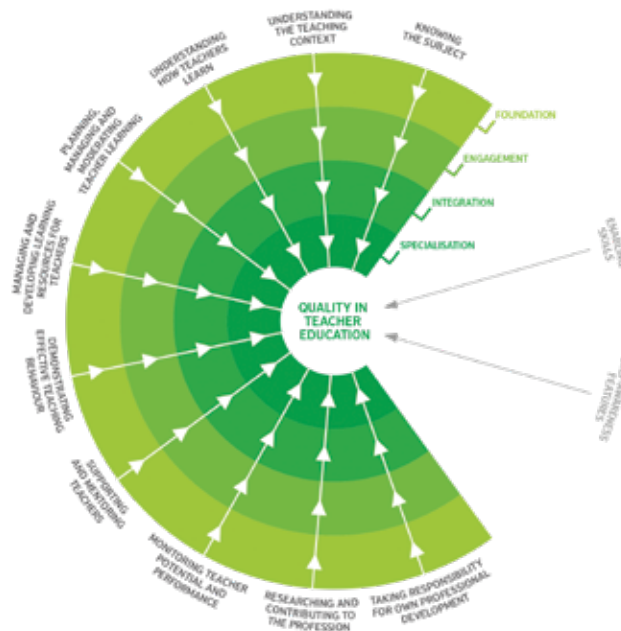 UNDERSTANDING
THE TEACHING
CONTEXT
KNOWING
THE SUBJECT
UNDERSTANDING
HOW TEACHERS
LEARN
PLANNING,
MANAGING AND
MODERATING
TEACHER LEARNING
MANAGING AND
DEVELOPING LEARNING
RESOURCES FOR
TEACHERS
DEMONSTRATING
EFFECTIVE TEACHING
BEHAVIOUR
SUPPORTING
AND MENTORING
TEACHERS
MONITORING TEACHER
POTENTIAL AND
PERFORMANCE
RESEARCHING AND
CONTRIBUTING TO
THE PROFESSION
TAKING RESPONSIBILITY
FOR OWN PROFESSIONAL
DEVELOPMENT
FOUNDATION
ENGAGEMENT
INTEGRATION
SPECIALISATION
QUALITY IN
TEACHER
EDUCATION
SKILLS
FEATURES